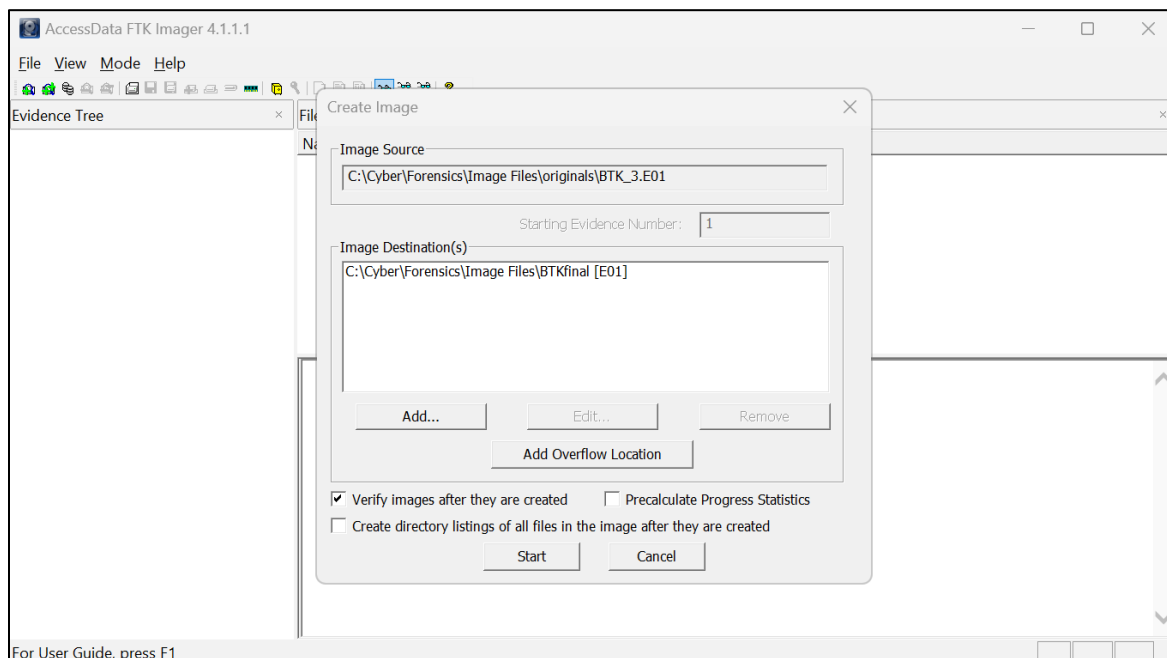 AccessData FTK Imager 4.1.1.1
File View Mode Help
Evidence Tree
Create Image
Image Source
C:\Cyber\Forensics\Image Files\originals\BTK_3.E01
Starting Evidence Number: 1
Image Destination(s)
C:\Cyber\Forensics\Image Files\BTKfinal [E01]
Add... Edit... Remove
Add Overflow Location
Verify images after they are created Precalculate Progress Statistics
Create directory listings of all files in the image after they are created
Start Cancel
For User Guide, press F1